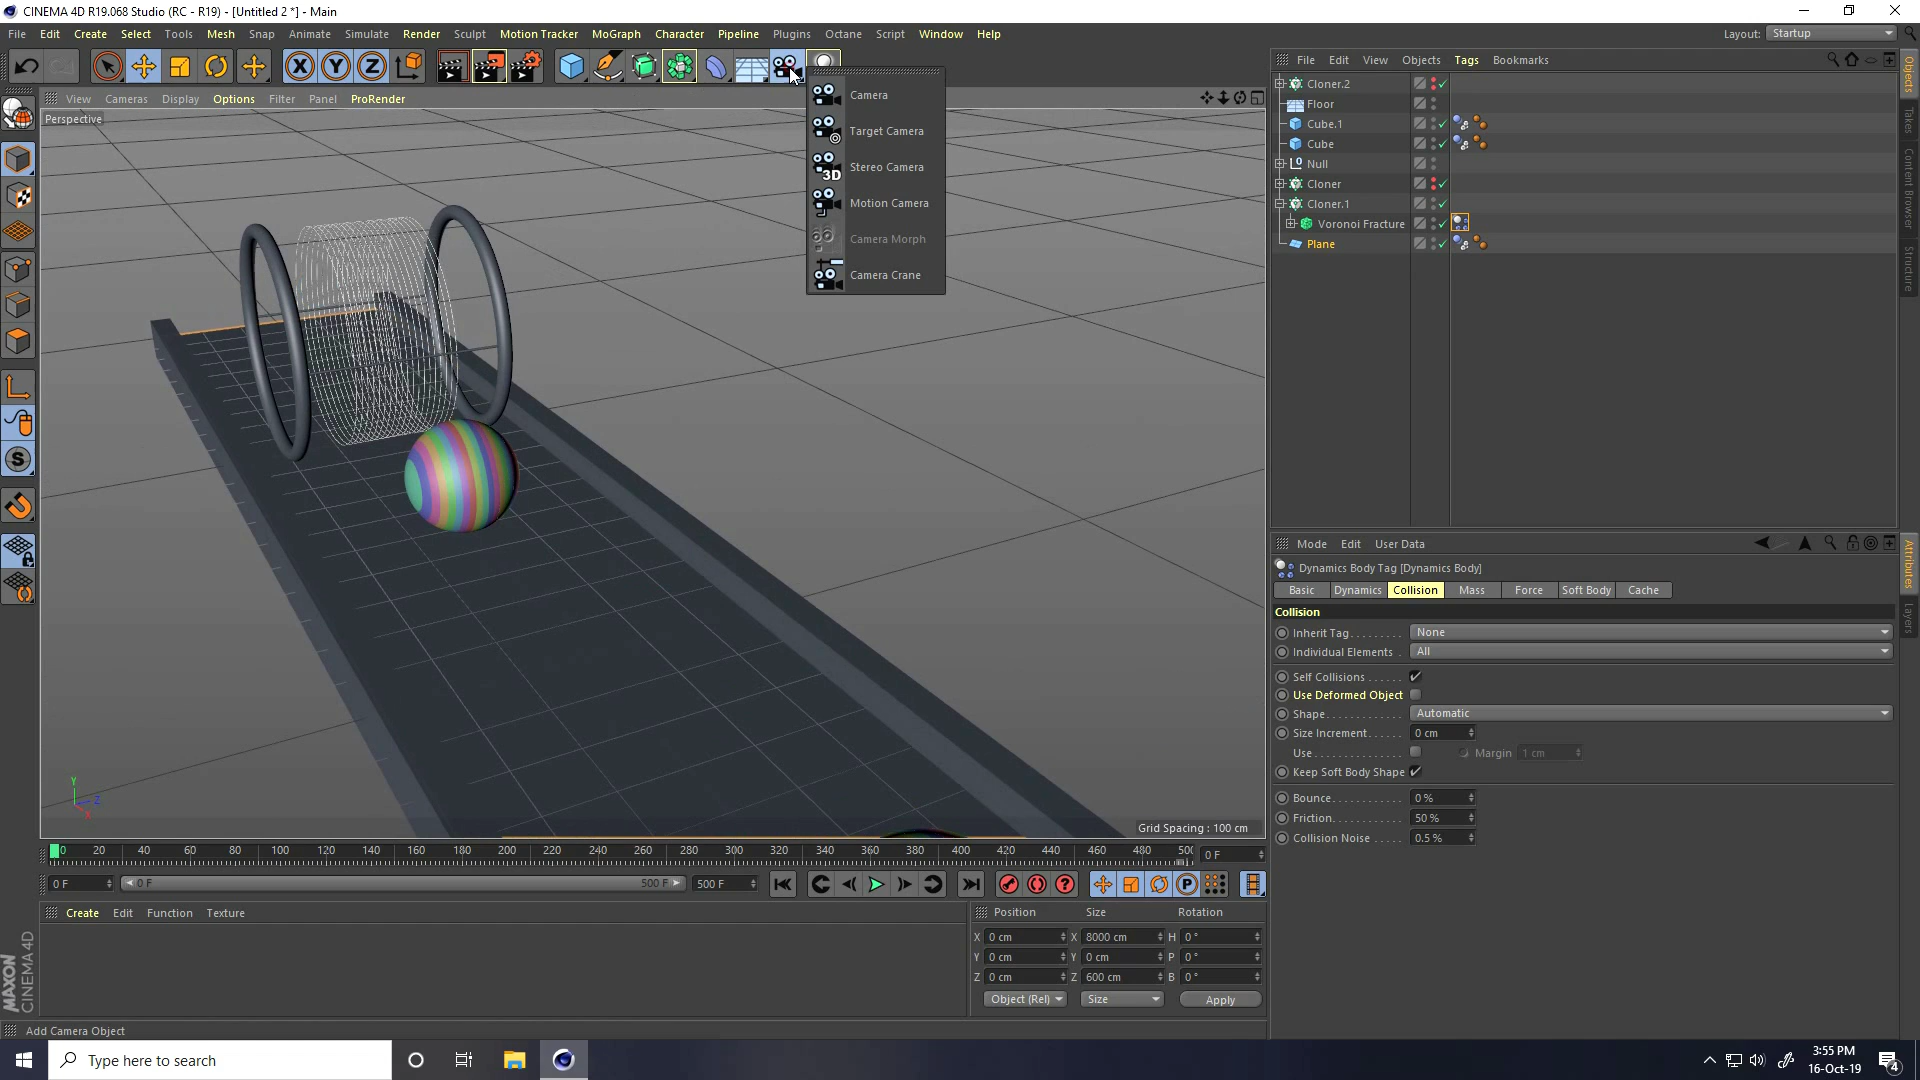 CINEMA 4D R19.068 Studio (RC - R19) - [Untitled 2 *] - Main
File Edit Create Select Tools Mesh Snap Animate Simulate Render Sculpt Motion Tracker MoGraph Character Pipeline Plugins Octane Script Window Help Layout: Startup
X Y Z
File Edit View Objects Tags Bookmarks
View Cameras Display Options Filter Panel ProRender
Perspective
Camera
Target Camera
3D Stereo Camera
Motion Camera
Camera Morph
Camera Crane
Cloner.2
Floor
Cube.1
Cube
Null
Cloner
Cloner.1
Voronoi Fracture
Plane
Objects
Takes
Content Browser
Structure
Mode Edit User Data
Dynamics Body Tag [Dynamics Body]
Basic Dynamics Collision Mass Force Soft Body Cache
Collision
Inherit Tag......... None
Individual Elements . All
Self Collisions......
Use Deformed Object
Shape............. Automatic
Size Increment..... 0 cm
Use............... Margin 1 cm
Keep Soft Body Shape
Bounce............ 0 %
Friction............ 50 %
Collision Noise..... 0.5 %
Attributes
Layers
Y
Z
X
Grid Spacing : 100 cm
0 20 40 60 80 100 120 140 160 180 200 220 240 260 280 300 320 340 360 380 400 420 440 460 480 500 0 F
0 F 0 F 500 F 500 F
P
Create Edit Function Texture
Position Size Rotation
X 0 cm X 8000 cm H 0 °
Y 0 cm Y 0 cm P 0 °
Z 0 cm Z 600 cm B 0 °
Object (Rel) Size Apply
MAXON
CINEMA 4D
Add Camera Object
Type here to search
3:55 PM
16-Oct-19
4